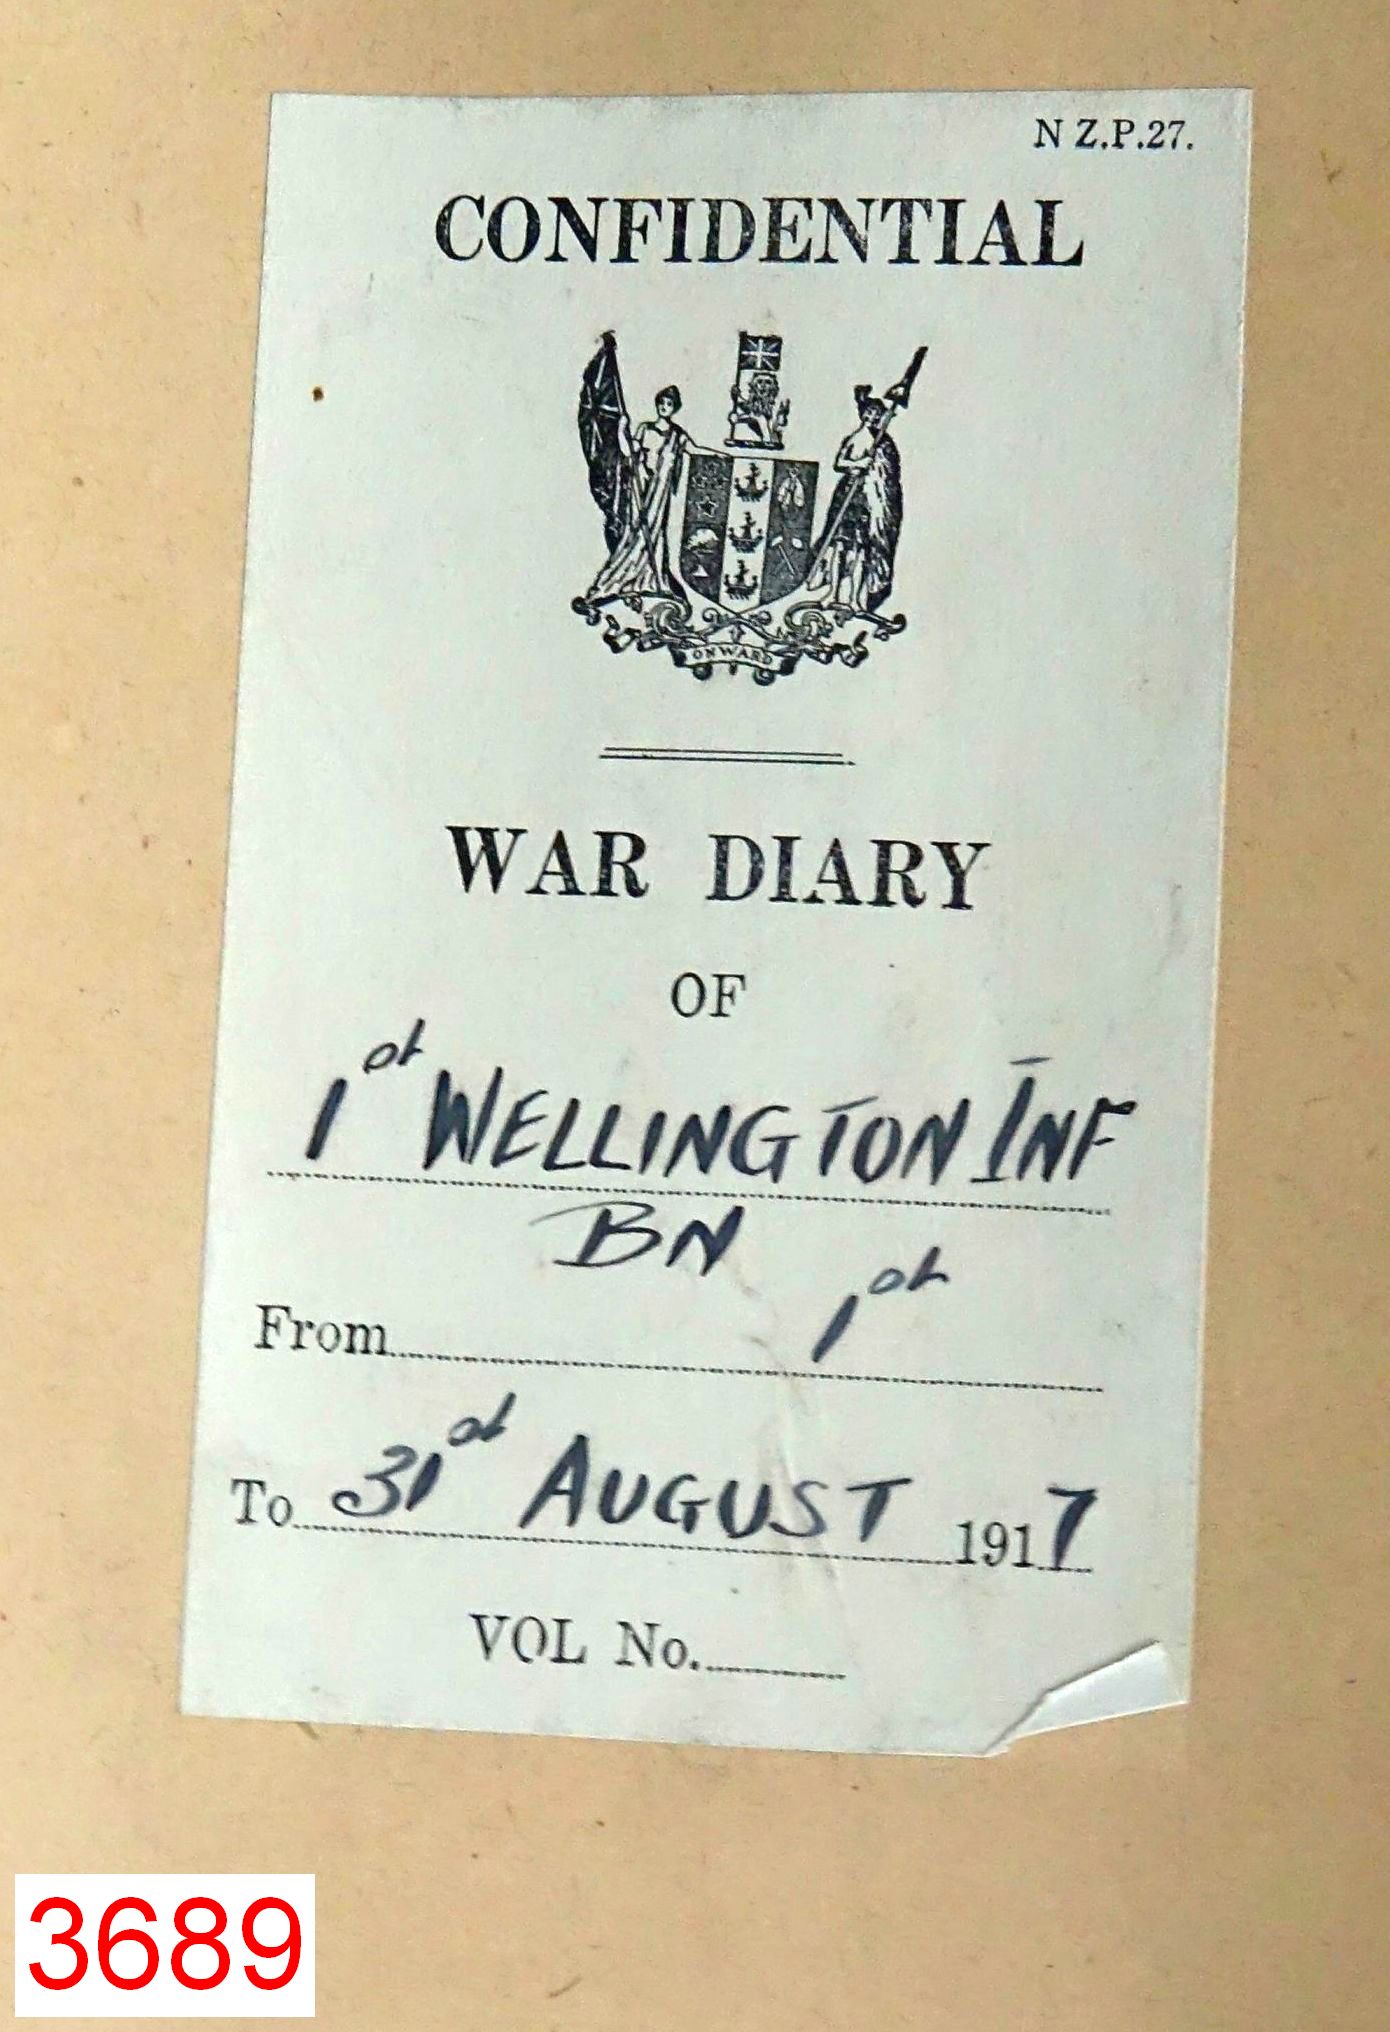 N Z.P.27.
CONFIDENTIAL
ONWARD
WAR DIARY
OF
1st WELLINGTON INF
BN
From 1st
To 31st AUGUST 1917
VOL No.
3689